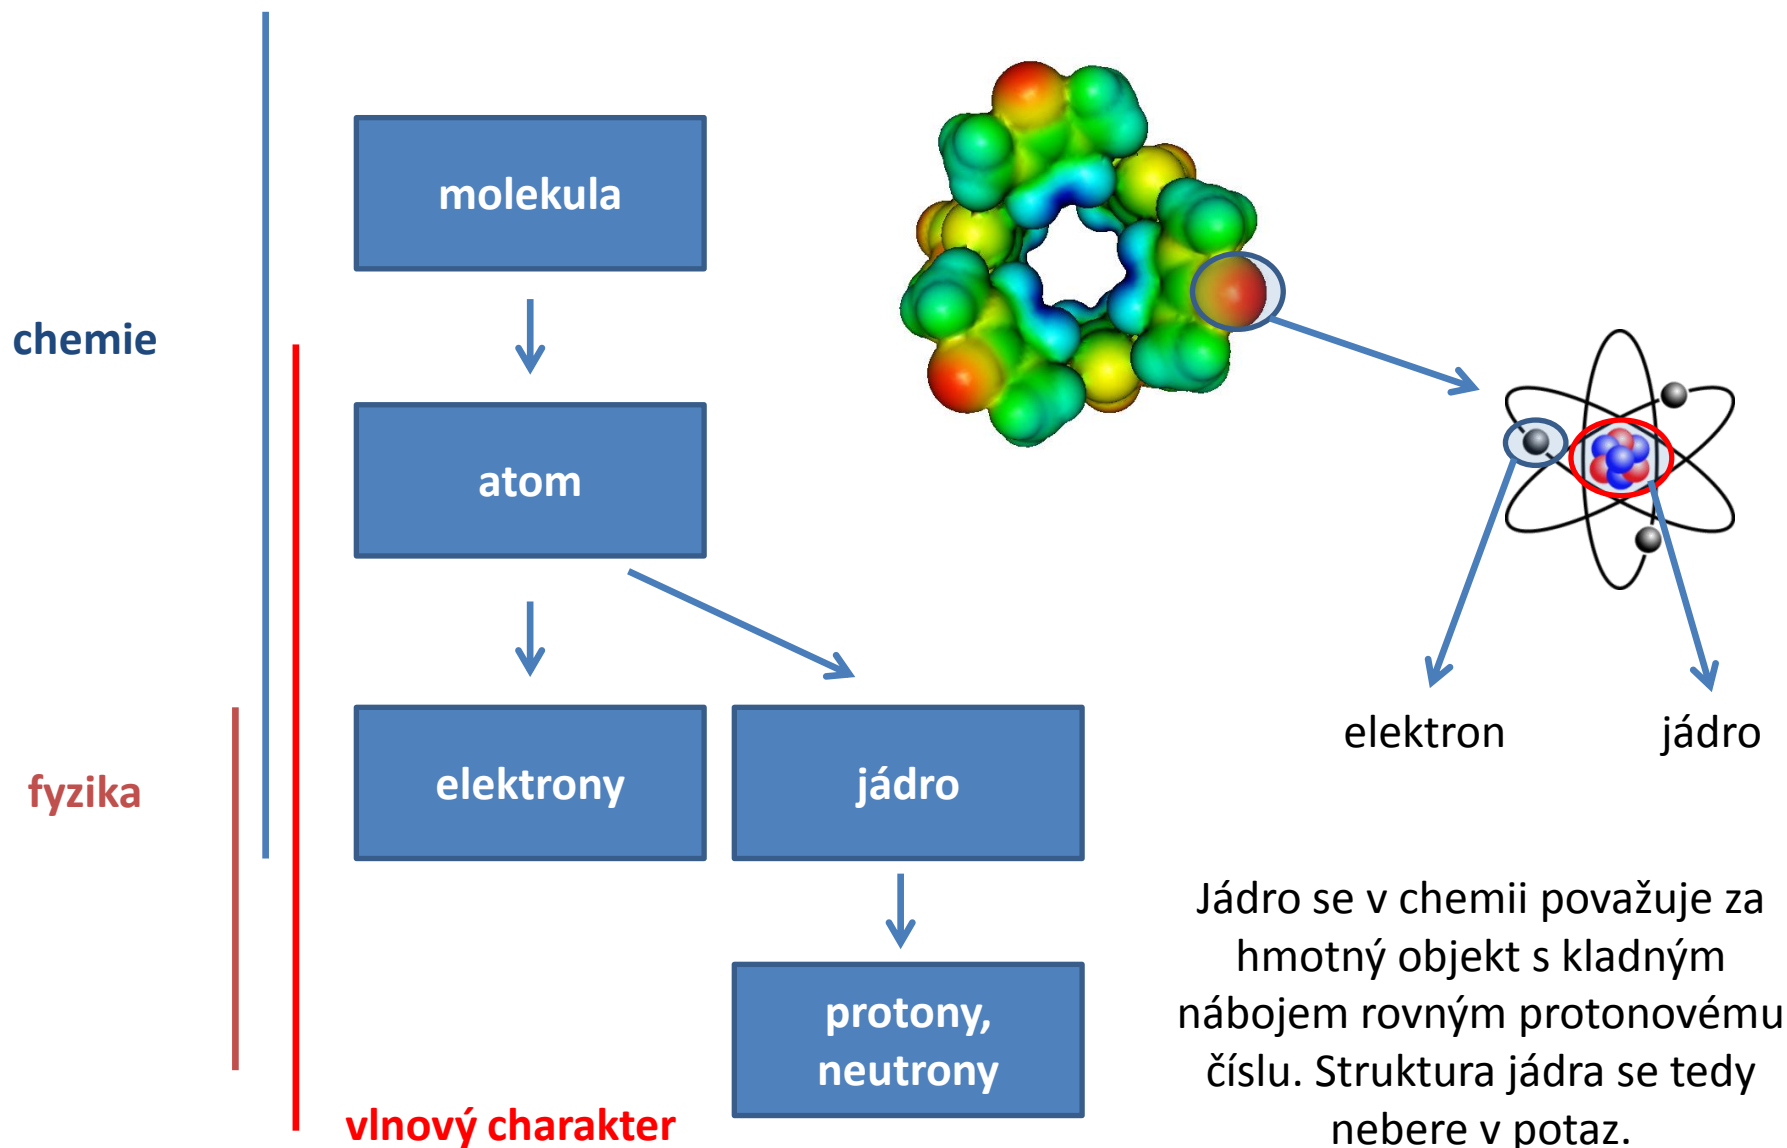 molekula
chemie
atom
elektron
jádro
fyzika
elektrony
jádro
Jádro se v chemii považuje za
hmotný objekt s kladným
nábojem rovným protonovému
číslu. Struktura jádra se tedy
nebere v potaz.
protony,
neutrony
vlnový charakter